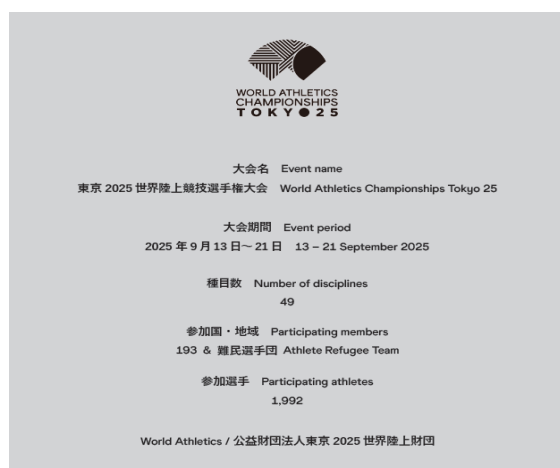 WORLD ATHLETICS
CHAMPIONSHIPS
TOKYO25
大会名 Event name
東京 2025 世界陸上競技選手権大会 World Athletics Championships Tokyo 25
大会期間 Event period
2025 年 9 月 13 日～ 21 日 13 – 21 September 2025
種目数 Number of disciplines
49
参加国・地域 Participating members
193 & 難民選手団 Athlete Refugee Team
参加選手 Participating athletes
1,992
World Athletics / 公益財団法人東京 2025 世界陸上財団